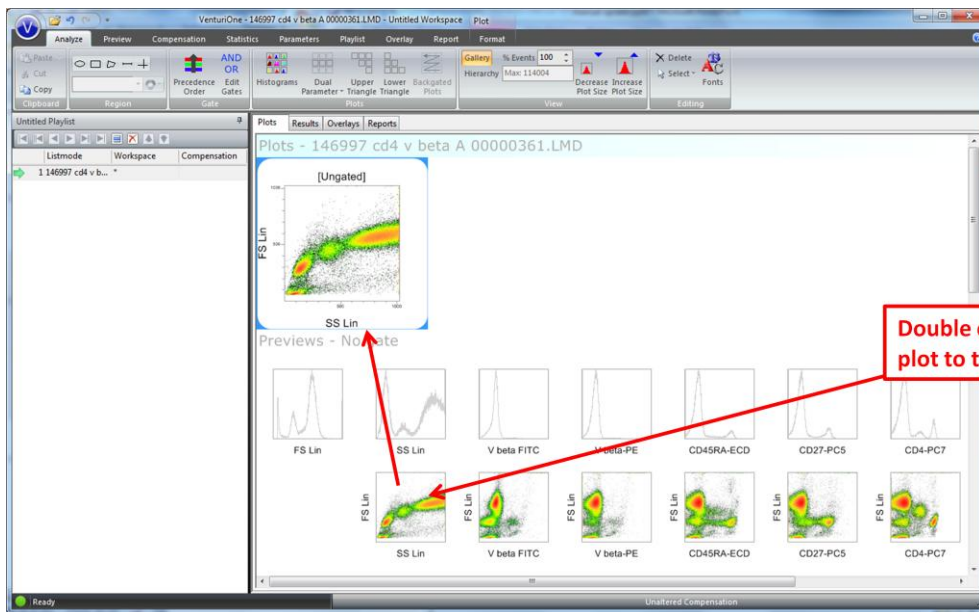 VenturiOne - 146997 cd4 v beta A 00000361.LMD - Untitled Workspace
Plot
Analyze Preview Compensation Statistics Parameters Playlist Overlay Report Format
Paste
Cut
Copy
Clipboard
Region
Precedence Order
AND OR
Edit Gates
Gate
Histograms
Dual Parameter
Upper Triangle
Lower Triangle
Backgated Plots
Plots
Gallery
Hierarchy
% Events 100
Max: 114004
Decrease Plot Size
Increase Plot Size
View
Delete
Select
Fonts
Editing
Untitled Playlist
Listmode Workspace Compensation
1 146997 cd4 v b... *
Plots Results Overlays Reports
Plots - 146997 cd4 v beta A 00000361.LMD
[Ungated]
FS Lin
1000
500
500 1000
SS Lin
Double
plot to t
FS Lin SS Lin V beta FITC V beta-PE CD45RA-ECD CD27-PC5 CD4-PC7
FS Lin FS Lin FS Lin FS Lin FS Lin FS Lin
SS Lin V beta FITC V beta-PE CD45RA-ECD CD27-PC5 CD4-PC7
Ready
Unaltered Compensation